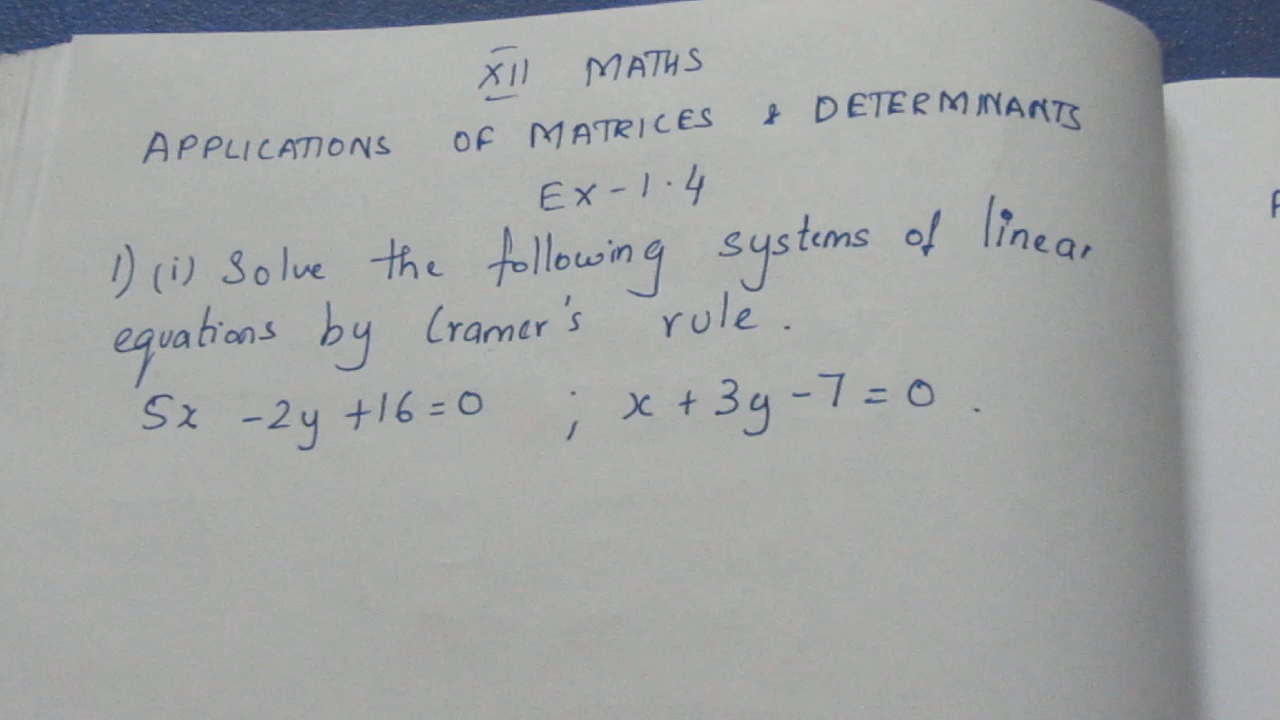 XII MATHS
APPLICATIONS OF MATRICES & DETERMINANTS
Ex-1.4
1) (i) Solve the following systems of linear
equations by Cramer's rule.
5x -2y +16=0 ; x + 3y -7=0.